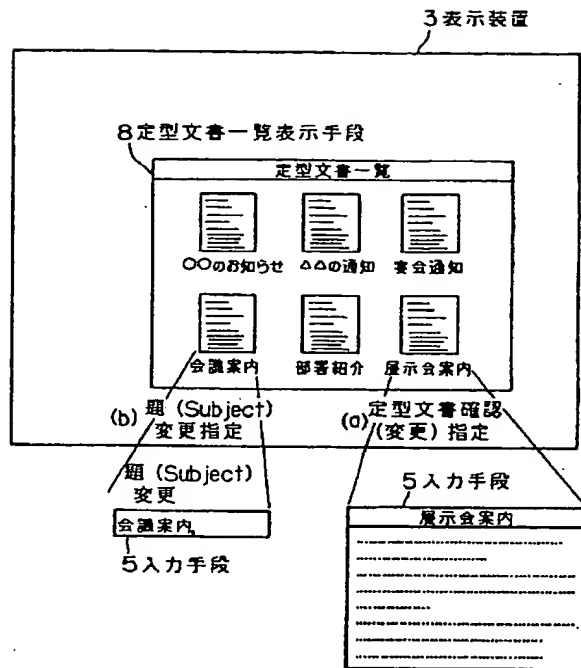 3表示装置
8定型文書一覧表示手段
定型文書一覧
〇〇のお知らせ
△△の通知
宴会通知
会議案内
部署紹介
展示会案内
(b) 題 (Subject)
変更指定
(a) 定型文書確認
(変更) 指定
題 (Subject)
変更
会議案内
5入力手段
5入力手段
展示会案内